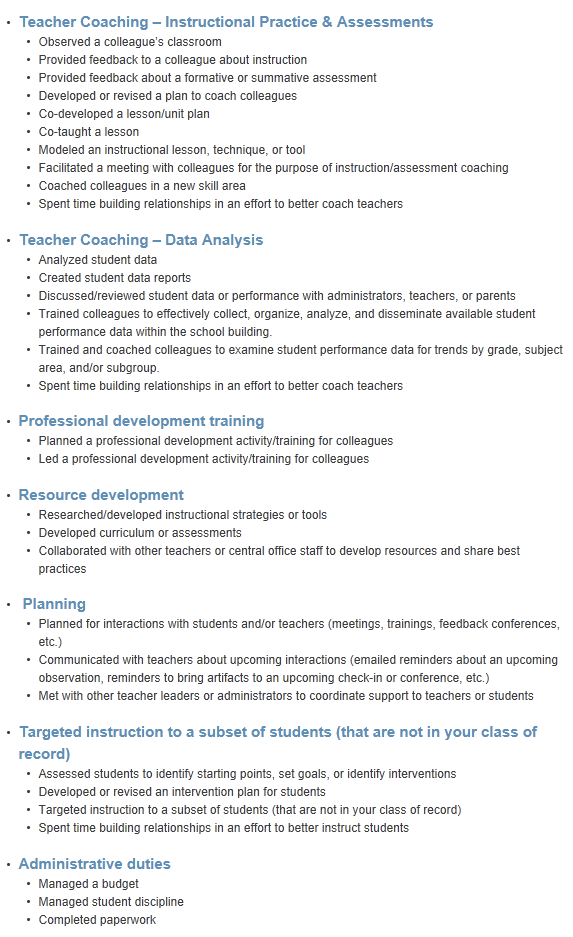 • Teacher Coaching – Instructional Practice & Assessments
• Observed a colleague's classroom
• Provided feedback to a colleague about instruction
• Provided feedback about a formative or summative assessment
• Developed or revised a plan to coach colleagues
• Co-developed a lesson/unit plan
• Co-taught a lesson
• Modeled an instructional lesson, technique, or tool
• Facilitated a meeting with colleagues for the purpose of instruction/assessment coaching
• Coached colleagues in a new skill area
• Spent time building relationships in an effort to better coach teachers
• Teacher Coaching – Data Analysis
• Analyzed student data
• Created student data reports
• Discussed/reviewed student data or performance with administrators, teachers, or parents
• Trained colleagues to effectively collect, organize, analyze, and disseminate available student
performance data within the school building.
• Trained and coached colleagues to examine student performance data for trends by grade, subject
area, and/or subgroup.
• Spent time building relationships in an effort to better coach teachers
• Professional development training
• Planned a professional development activity/training for colleagues
• Led a professional development activity/training for colleagues
• Resource development
• Researched/developed instructional strategies or tools
• Developed curriculum or assessments
• Collaborated with other teachers or central office staff to develop resources and share best
practices
• Planning
• Planned for interactions with students and/or teachers (meetings, trainings, feedback conferences,
etc.)
• Communicated with teachers about upcoming interactions (emailed reminders about an upcoming
observation, reminders to bring artifacts to an upcoming check-in or conference, etc.)
• Met with other teacher leaders or administrators to coordinate support to teachers or students
• Targeted instruction to a subset of students (that are not in your class of
record)
• Assessed students to identify starting points, set goals, or identify interventions
• Developed or revised an intervention plan for students
• Targeted instruction to a subset of students (that are not in your class of record)
• Spent time building relationships in an effort to better instruct students
• Administrative duties
• Managed a budget
• Managed student discipline
• Completed paperwork